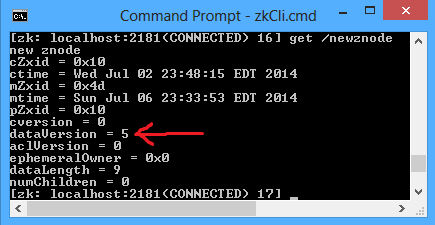 Command Prompt - zkCli.cmd
[zk: localhost:2181(CONNECTED) 16] get /newznode
new znode
cZxid = 0x10
ctime = Wed Jul 02 23:48:15 EDT 2014
mZxid = 0x4d
mtime = Sun Jul 06 23:33:53 EDT 2014
pZxid = 0x10
cversion = 0
dataVersion = 5
aclVersion = 0
ephemeralOwner = 0x0
dataLength = 9
numChildren = 0
[zk: localhost:2181(CONNECTED) 17]